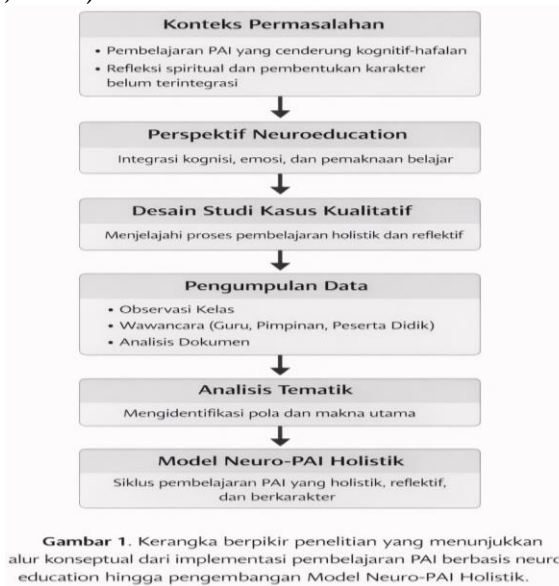 Konteks Permasalahan
• Pembelajaran PAI yang cenderung kognitif-hafalan
• Refleksi spiritual dan pembentukan karakter
belum terintegrasi
Perspektif Neuroeducation
Integrasi kognisi, emosi, dan pemaknaan belajar
Desain Studi Kasus Kualitatif
Menjelajahi proses pembelajaran holistik dan reflektif
Pengumpulan Data
• Observasi Kelas
• Wawancara (Guru, Pimpinan, Peserta Didik)
• Analisis Dokumen
Analisis Tematik
Mengidentifikasi pola dan makna utama
Model Neuro-PAI Holistik
Siklus pembelajaran PAI yang holistik, reflektif,
dan berkarakter
Gambar 1. Kerangka berpikir penelitian yang menunjukkan
alur konseptual dari implementasi pembelajaran PAI berbasis neuro
education hingga pengembangan Model Neuro-PAI Holistik.